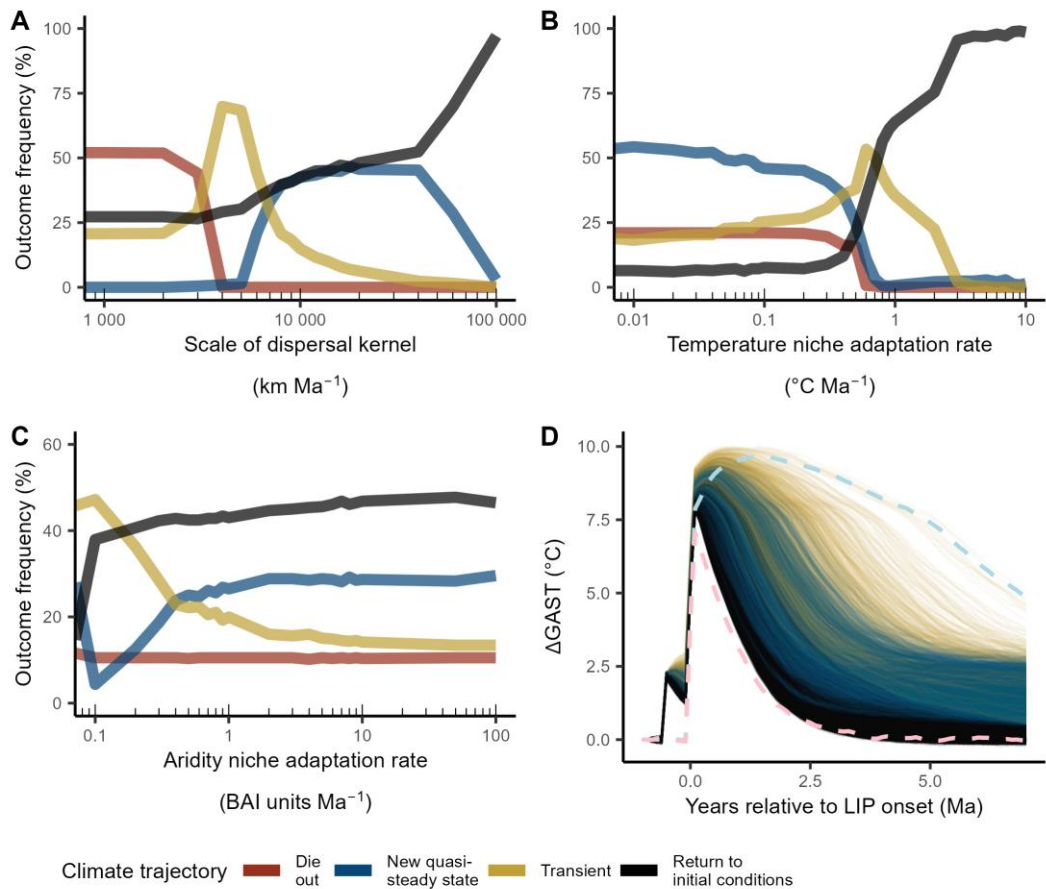 A
Outcome frequency (%)
100
75
50
25
0
1 000
10 000
100 000
Scale of dispersal kernel
(km Ma⁻¹)
B
100
75
50
25
0
0.01
0.1
1
10
Temperature niche adaptation rate
(°C Ma⁻¹)
C
Outcome frequency (%)
60
40
20
0
0.1
1
10
100
Aridity niche adaptation rate
(BAI units Ma⁻¹)
D
ΔGAST (°C)
10.0
7.5
5.0
2.5
0.0
0.0
2.5
5.0
Years relative to LIP onset (Ma)
Climate trajectory
Die
out
New quasi-
steady state
Transient
Return to
initial conditions